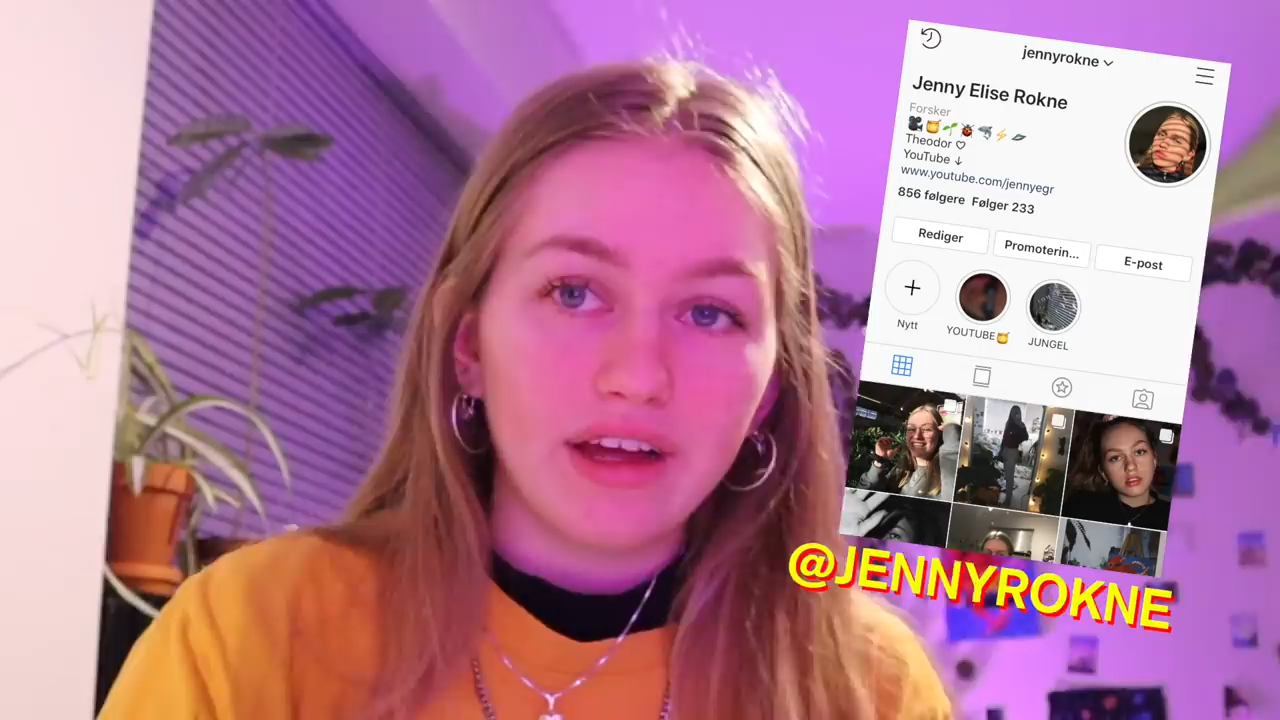 jennyrokne
Jenny Elise Rokne
Forsker
Theodor ♡
YouTube ↓
www.youtube.com/jennyegr
856 følgere Følger 233
Rediger Promoterin... E-post
Nytt YOUTUBE🍯 JUNGEL
@JENNYROKNE